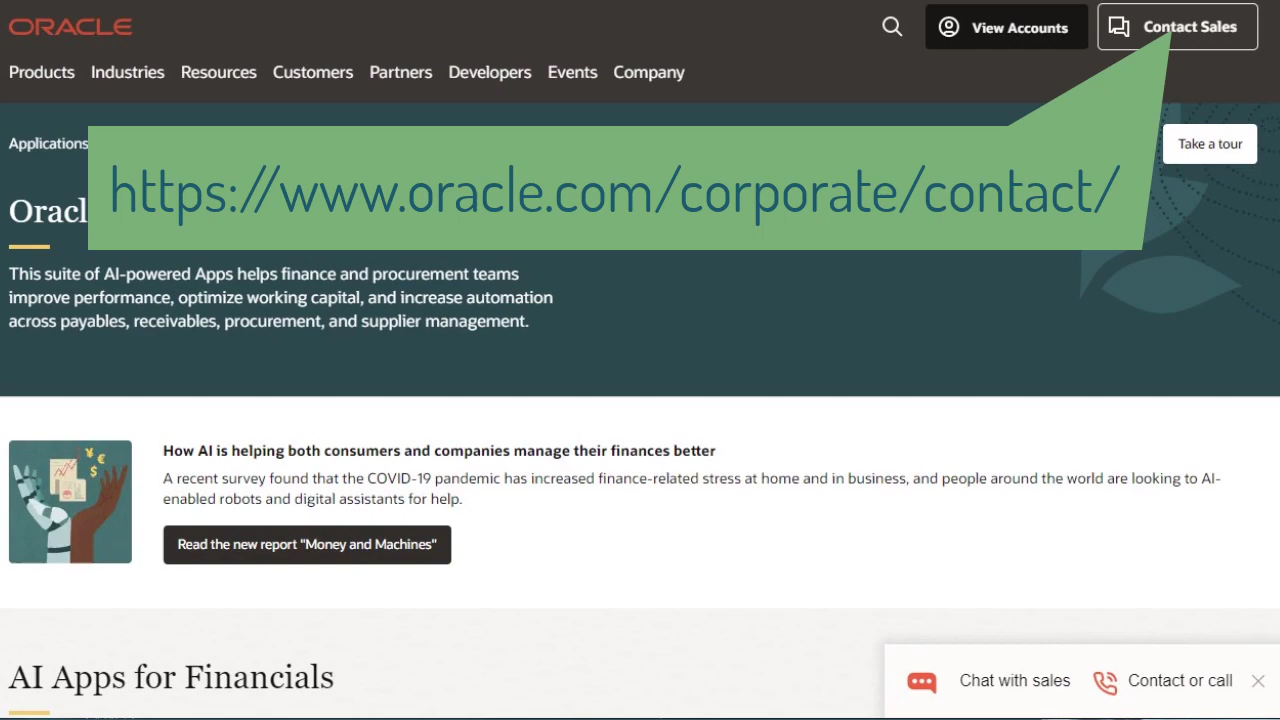 ORACLE
View Accounts
Contact Sales
Products Industries Resources Customers Partners Developers Events Company
Applications
Take a tour
https://www.oracle.com/corporate/contact/
This suite of AI-powered Apps helps finance and procurement teams
improve performance, optimize working capital, and increase automation
across payables, receivables, procurement, and supplier management.
How AI is helping both consumers and companies manage their finances better
A recent survey found that the COVID-19 pandemic has increased finance-related stress at home and in business, and people around the world are looking to AI-
enabled robots and digital assistants for help.
Read the new report "Money and Machines"
AI Apps for Financials
Chat with sales
Contact or call